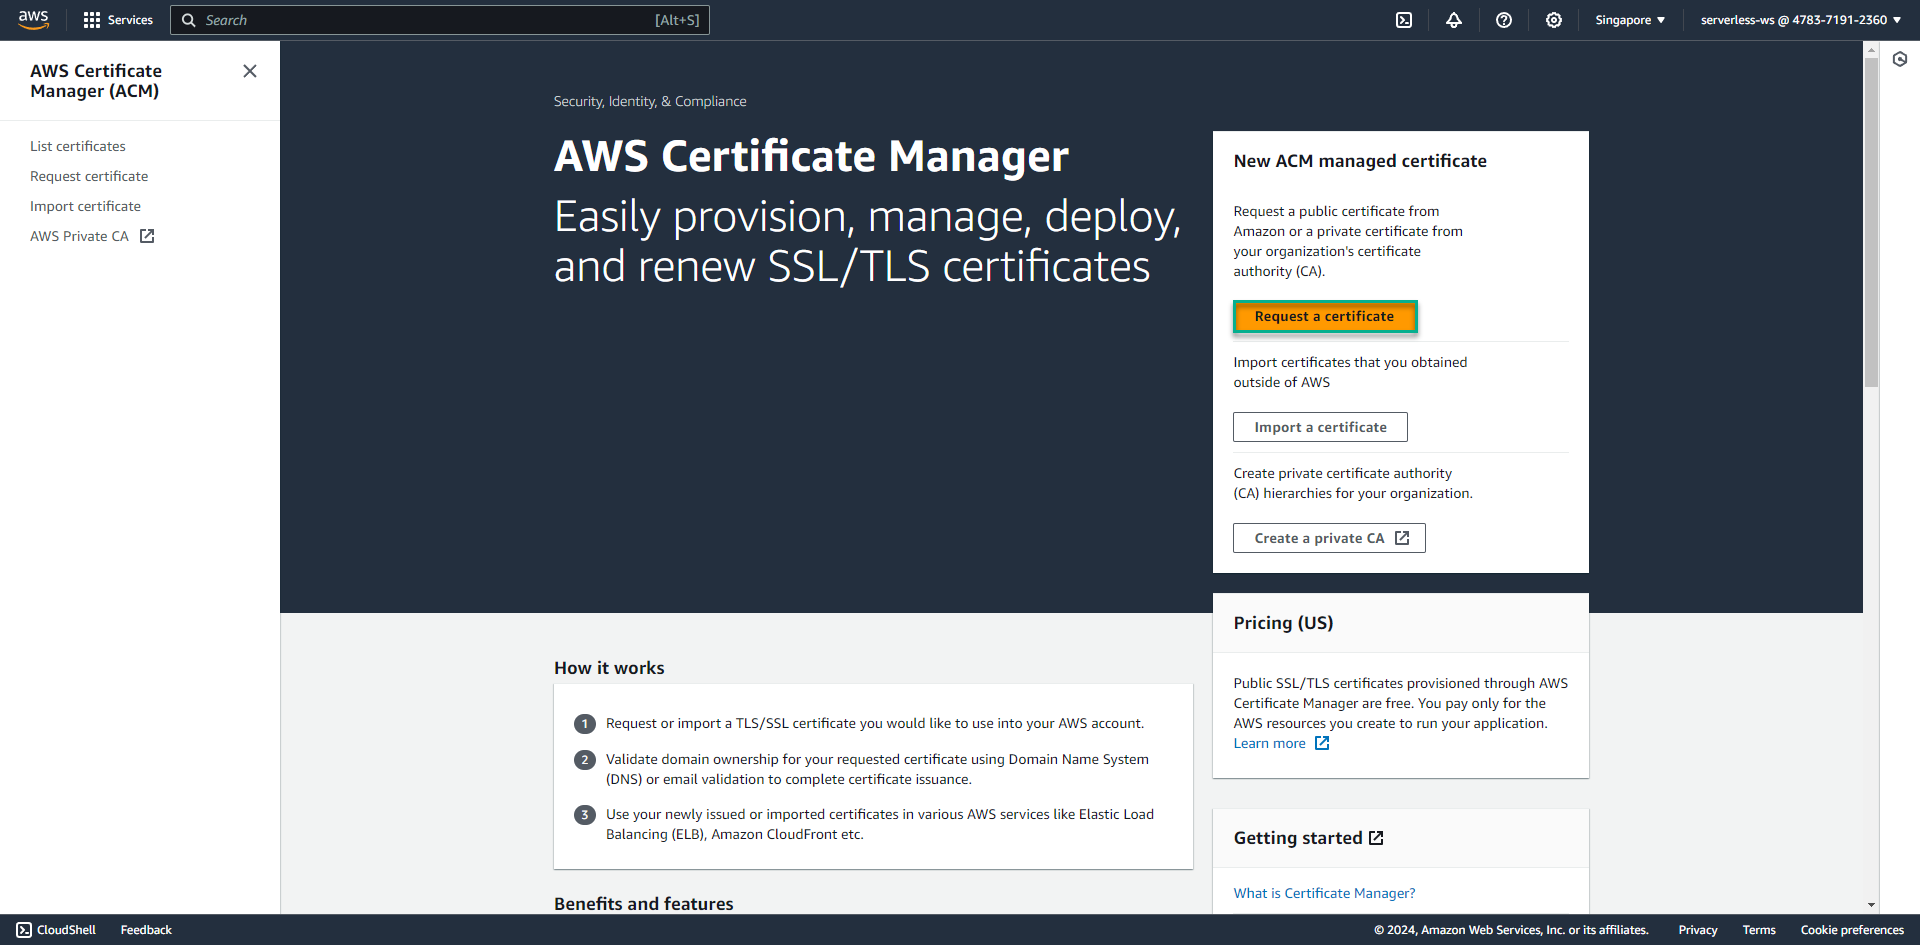 aws
Services
Search
[Alt+S]
Singapore
serverless-ws @ 4783-7191-2360
AWS Certificate
Manager (ACM)
List certificates
Request certificate
Import certificate
AWS Private CA
Security, Identity, & Compliance
AWS Certificate Manager
Easily provision, manage, deploy,
and renew SSL/TLS certificates
New ACM managed certificate
Request a public certificate from
Amazon or a private certificate from
your organization's certificate
authority (CA).
Request a certificate
Import certificates that you obtained
outside of AWS
Import a certificate
Create private certificate authority
(CA) hierarchies for your organization.
Create a private CA
Pricing (US)
Public SSL/TLS certificates provisioned through AWS
Certificate Manager are free. You pay only for the
AWS resources you create to run your application.
Learn more
Getting started
What is Certificate Manager?
How it works
1 Request or import a TLS/SSL certificate you would like to use into your AWS account.
2 Validate domain ownership for your requested certificate using Domain Name System
(DNS) or email validation to complete certificate issuance.
3 Use your newly issued or imported certificates in various AWS services like Elastic Load
Balancing (ELB), Amazon CloudFront etc.
Benefits and features
CloudShell
Feedback
© 2024, Amazon Web Services, Inc. or its affiliates.
Privacy
Terms
Cookie preferences